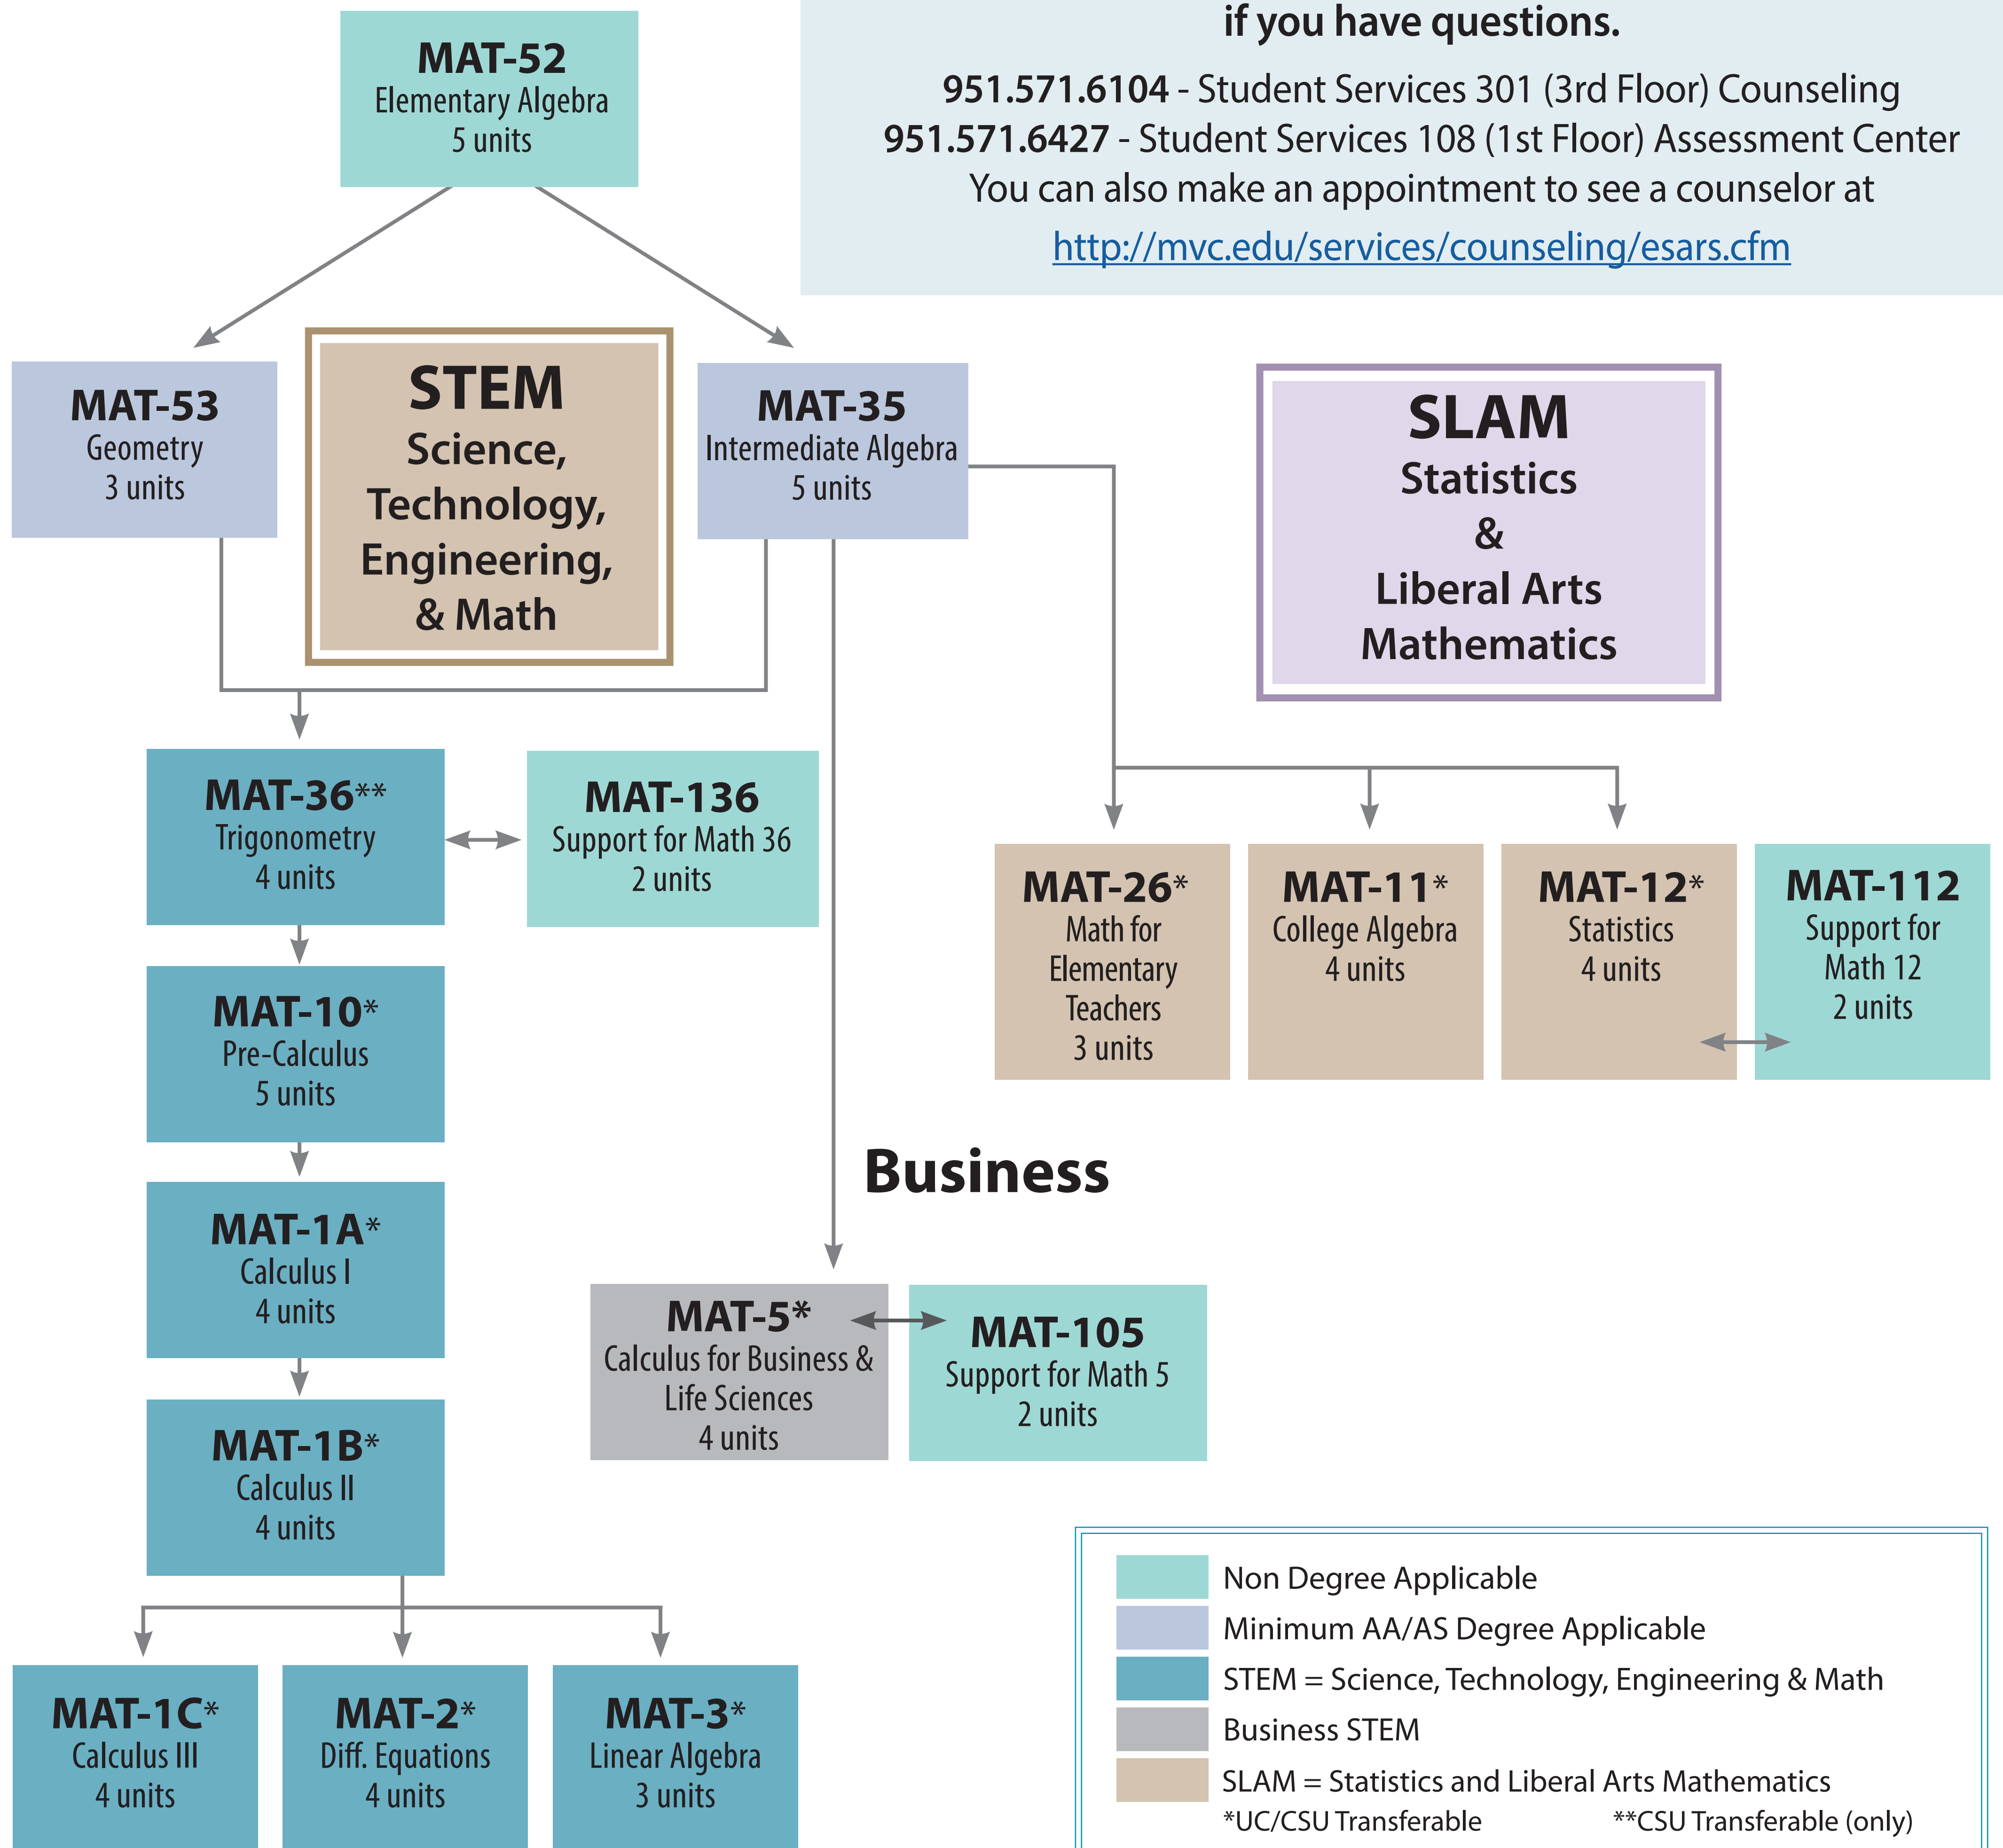 if you have questions.
951.571.6104 - Student Services 301 (3rd Floor) Counseling
951.571.6427 - Student Services 108 (1st Floor) Assessment Center
You can also make an appointment to see a counselor at
http://mvc.edu/services/counseling/esars.cfm
MAT-52
Elementary Algebra
5 units
MAT-53
Geometry
3 units
STEM
Science,
Technology,
Engineering,
& Math
MAT-35
Intermediate Algebra
5 units
SLAM
Statistics
&
Liberal Arts
Mathematics
MAT-36**
Trigonometry
4 units
MAT-136
Support for Math 36
2 units
MAT-26*
Math for
Elementary
Teachers
3 units
MAT-11*
College Algebra
4 units
MAT-12*
Statistics
4 units
MAT-112
Support for
Math 12
2 units
MAT-10*
Pre-Calculus
5 units
Business
MAT-1A*
Calculus I
4 units
MAT-5*
Calculus for Business &
Life Sciences
4 units
MAT-105
Support for Math 5
2 units
MAT-1B*
Calculus II
4 units
MAT-1C*
Calculus III
4 units
MAT-2*
Diff. Equations
4 units
MAT-3*
Linear Algebra
3 units
Non Degree Applicable
Minimum AA/AS Degree Applicable
STEM = Science, Technology, Engineering & Math
Business STEM
SLAM = Statistics and Liberal Arts Mathematics
*UC/CSU Transferable **CSU Transferable (only)